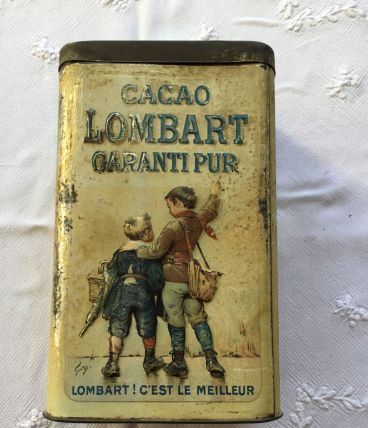 CACAO
LOMBART
GARANTI PUR
LOMBART! C'EST LE MEILLEUR